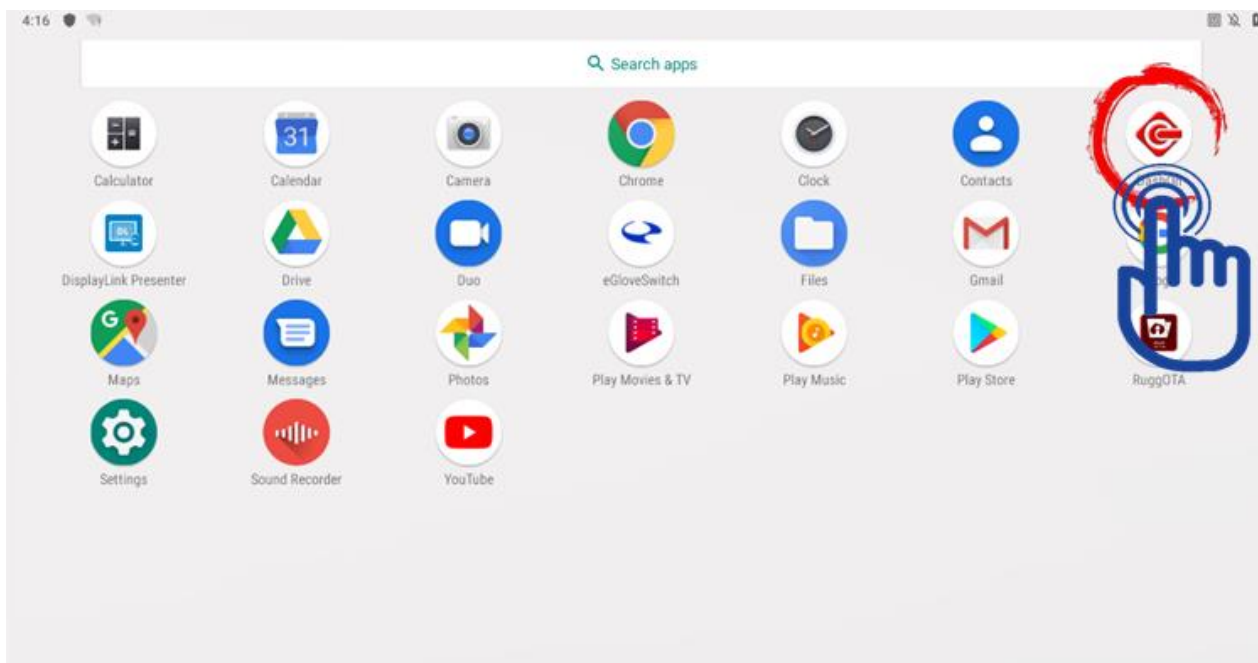 4:16
Search apps
31
Calculator Calendar Camera Chrome Clock Contacts
DL
DisplayLink Presenter Drive Duo eGloveSwitch Files Gmail
G
Maps Messages Photos Play Movies & TV Play Music Play Store RuggOTA
Settings Sound Recorder YouTube